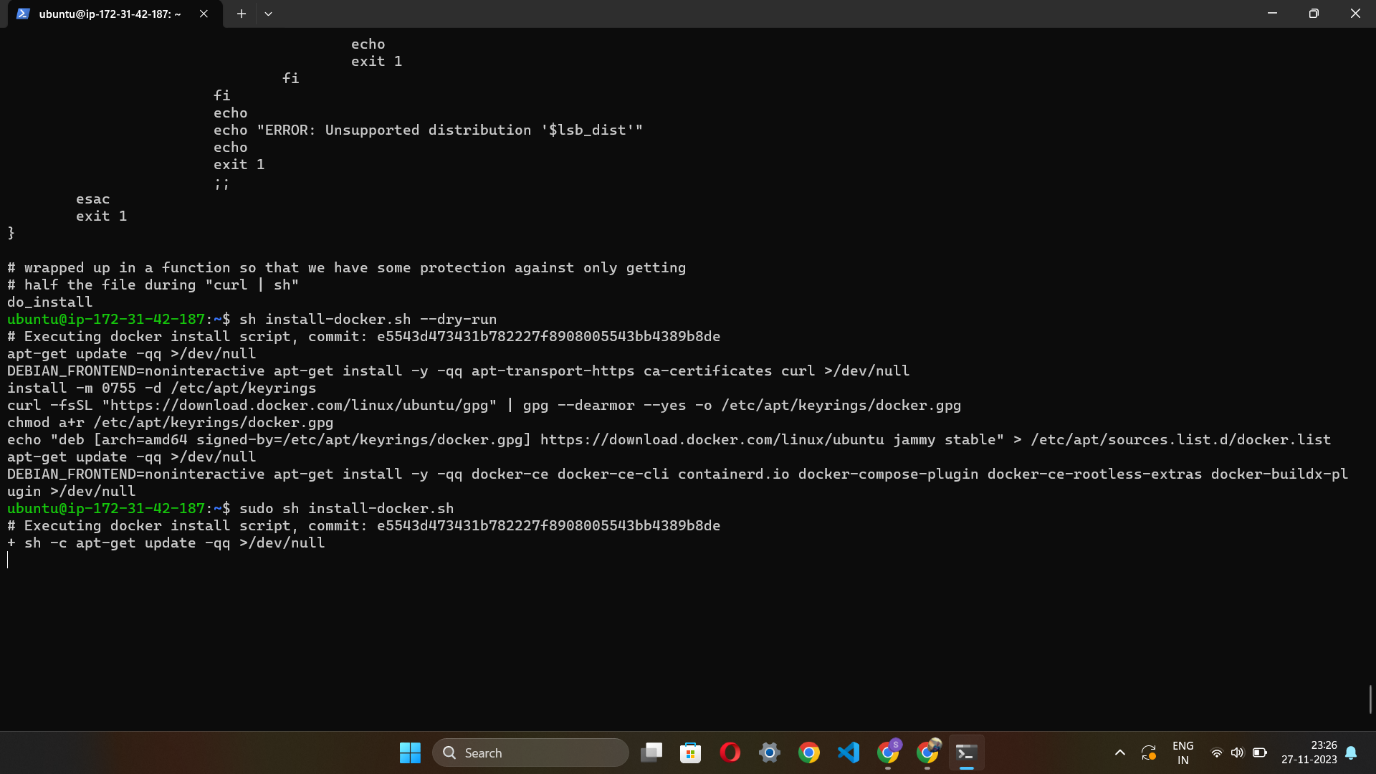 ubuntu@ip-172-31-42-187: ~
echo
exit 1
fi
fi
echo
echo "ERROR: Unsupported distribution '$lsb_dist'"
echo
exit 1
;;
esac
exit 1
}
# wrapped up in a function so that we have some protection against only getting
# half the file during "curl | sh"
do_install
ubuntu@ip-172-31-42-187:~$ sh install-docker.sh --dry-run
# Executing docker install script, commit: e5543d473431b782227f8908005543bb4389b8de
apt-get update -qq >/dev/null
DEBIAN_FRONTEND=noninteractive apt-get install -y -qq apt-transport-https ca-certificates curl >/dev/null
install -m 0755 -d /etc/apt/keyrings
curl -fsSL "https://download.docker.com/linux/ubuntu/gpg" | gpg --dearmor --yes -o /etc/apt/keyrings/docker.gpg
chmod a+r /etc/apt/keyrings/docker.gpg
echo "deb [arch=amd64 signed-by=/etc/apt/keyrings/docker.gpg] https://download.docker.com/linux/ubuntu jammy stable" > /etc/apt/sources.list.d/docker.list
apt-get update -qq >/dev/null
DEBIAN_FRONTEND=noninteractive apt-get install -y -qq docker-ce docker-ce-cli containerd.io docker-compose-plugin docker-ce-rootless-extras docker-buildx-pl
ugin >/dev/null
ubuntu@ip-172-31-42-187:~$ sudo sh install-docker.sh
# Executing docker install script, commit: e5543d473431b782227f8908005543bb4389b8de
+ sh -c apt-get update -qq >/dev/null
Search
S
ENG
IN
23:26
27-11-2023